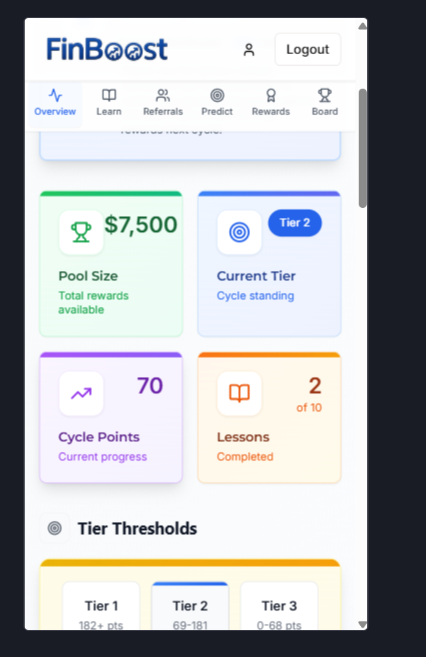 FinBoost
Logout
Overview
Learn
Referrals
Predict
Rewards
Board
rewards next cycle.
$7,500
Pool Size
Total rewards
available
Tier 2
Current Tier
Cycle standing
70
Cycle Points
Current progress
2
of 10
Lessons
Completed
Tier Thresholds
Tier 1
182+ pts
Tier 2
69-181
Tier 3
0-68 pts